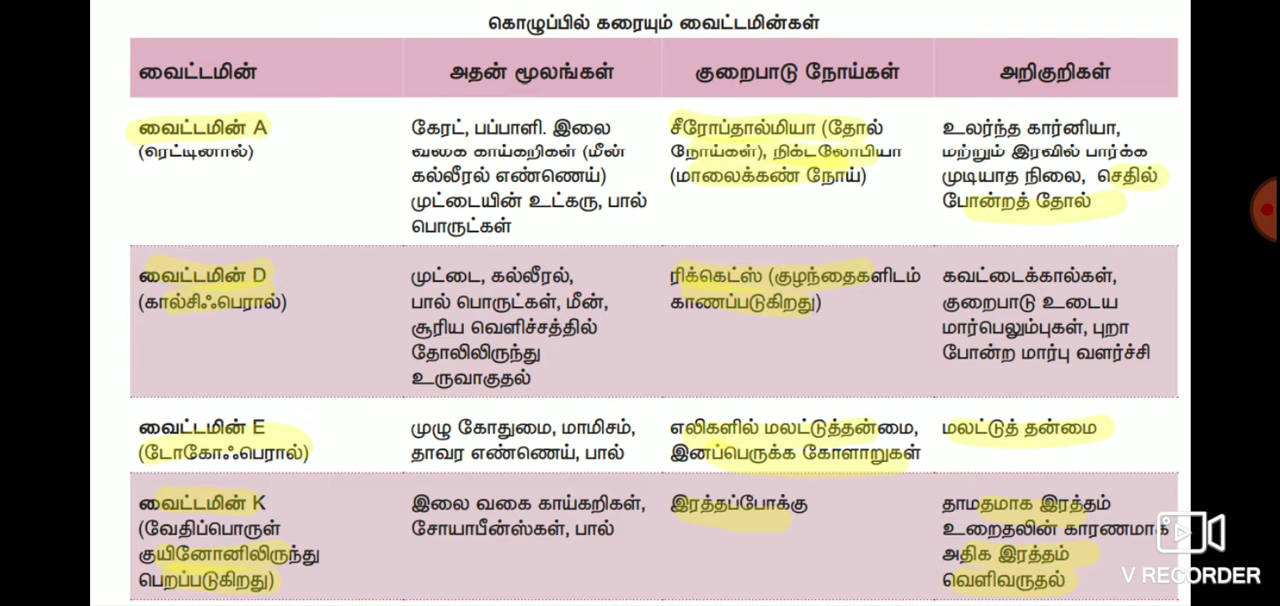 கொழுப்பில் கரையும் வைட்டமின்கள்
வைட்டமின்
அதன் மூலங்கள்
குறைபாடு நோய்கள்
அறிகுறிகள்
வைட்டமின் A
(ரெட்டினால்)
கேரட், பப்பாளி. இலை
வகை காய்கறிகள் (மீன்
கல்லீரல் எண்ணெய்)
முட்டையின் உட்கரு, பால்
பொருட்கள்
சீரோப்தால்மியா (தோல்
நோய்கள்), நிக்டலோபியா
(மாலைக்கண் நோய்)
உலர்ந்த கார்னியா,
மற்றும் இரவில் பார்க்க
முடியாத நிலை, செதில்
போன்றத் தோல்
வைட்டமின் D
(கால்சிஃபெரால்)
முட்டை, கல்லீரல்,
பால் பொருட்கள், மீன்,
சூரிய வெளிச்சத்தில்
தோலிலிருந்து
உருவாகுதல்
ரிக்கெட்ஸ் (குழந்தைகளிடம்
காணப்படுகிறது)
கவட்டைக்கால்கள்,
குறைபாடு உடைய
மார்பெலும்புகள், புறா
போன்ற மார்பு வளர்ச்சி
வைட்டமின் E
(டோகோஃபெரால்)
முழு கோதுமை, மாமிசம்,
தாவர எண்ணெய், பால்
எலிகளில் மலட்டுத்தன்மை,
இனப்பெருக்க கோளாறுகள்
மலட்டுத் தன்மை
வைட்டமின் K
(வேதிப்பொருள்
குயினோனிலிருந்து
பெறப்படுகிறது)
இலை வகை காய்கறிகள்,
சோயாபீன்ஸ்கள், பால்
இரத்தப்போக்கு
தாமதமாக இரத்தம்
உறைதலின் காரணமாக
அதிக இரத்தம்
வெளிவருதல்
V RECORDER